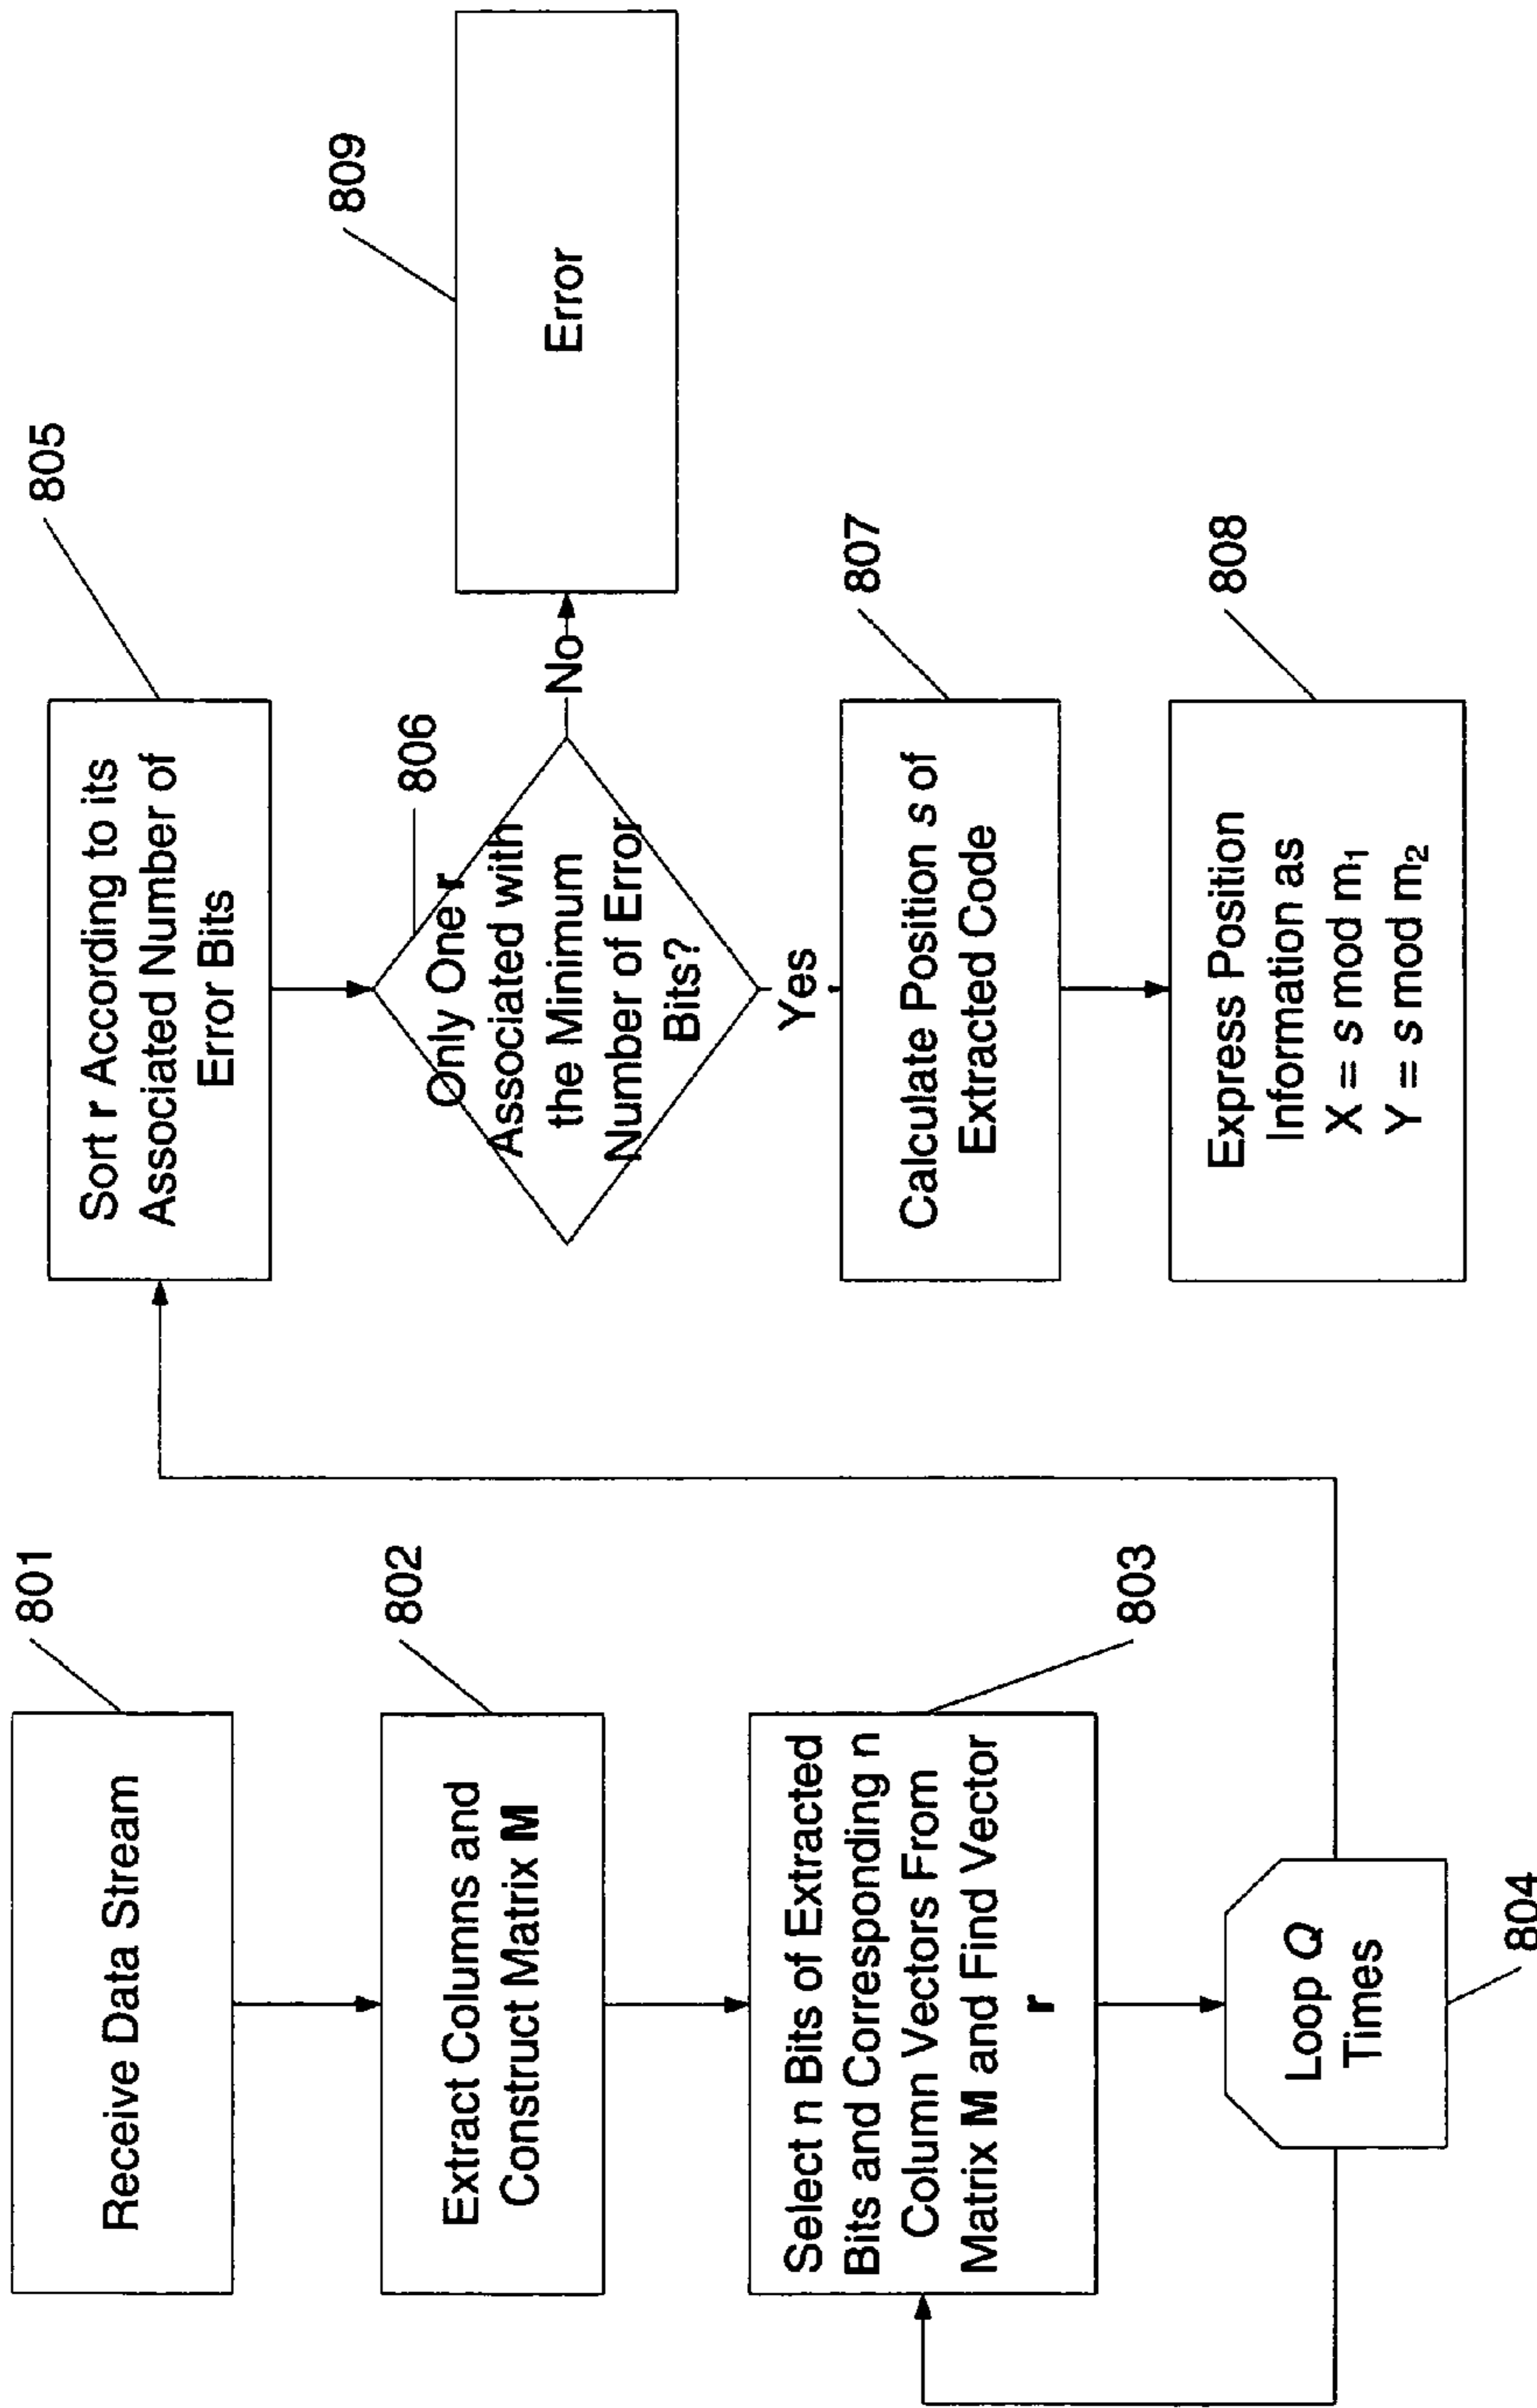 801
Receive Data Stream
802
Extract Columns and
Construct Matrix M
803
Select n Bits of Extracted
Bits and Corresponding n
Column Vectors From
Matrix M and Find Vector
r
Loop Q
Times
804
805
Sort r According to its
Associated Number of
Error Bits
806
Only One r
Associated with
the Minimum
Number of Error
Bits?
No
809
Error
Yes
807
Calculate Position s of
Extracted Code
808
Express Position
Information as
X = s mod m₁
Y = s mod m₂